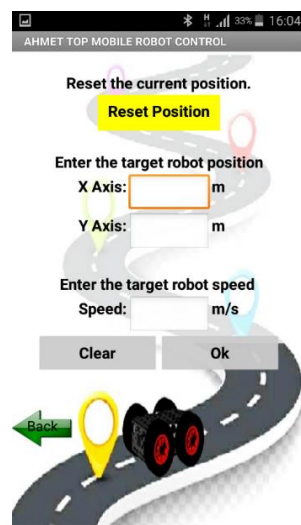 33% 16:04
AHMET TOP MOBILE ROBOT CONTROL
Reset the current position.
Reset Position
Enter the target robot position
X Axis: m
Y Axis: m
Enter the target robot speed
Speed: m/s
Clear Ok
Back